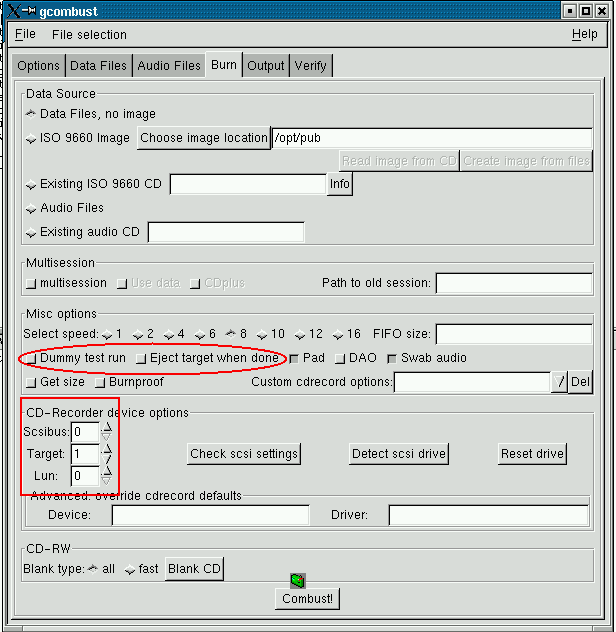 gcombust
File File selection Help
Options Data Files Audio Files Burn Output Verify
Data Source
Data Files, no image
ISO 9660 Image Choose image location /opt/pub
Read image from CD Create image from files
Existing ISO 9660 CD Info
Audio Files
Existing audio CD
Multisession
multisession Use data CDplus Path to old session:
Misc options
Select speed: 1 2 4 6 8 10 12 16 FIFO size:
Dummy test run Eject target when done Pad DAO Swab audio
Get size Burnproof Custom cdrecord options: / Del
CD-Recorder device options
Scsibus: 0
Target: 1 Check scsi settings Detect scsi drive Reset drive
Lun: 0
Advanced: override cdrecord defaults
Device: Driver:
CD-RW
Blank type: all fast Blank CD
Combust!